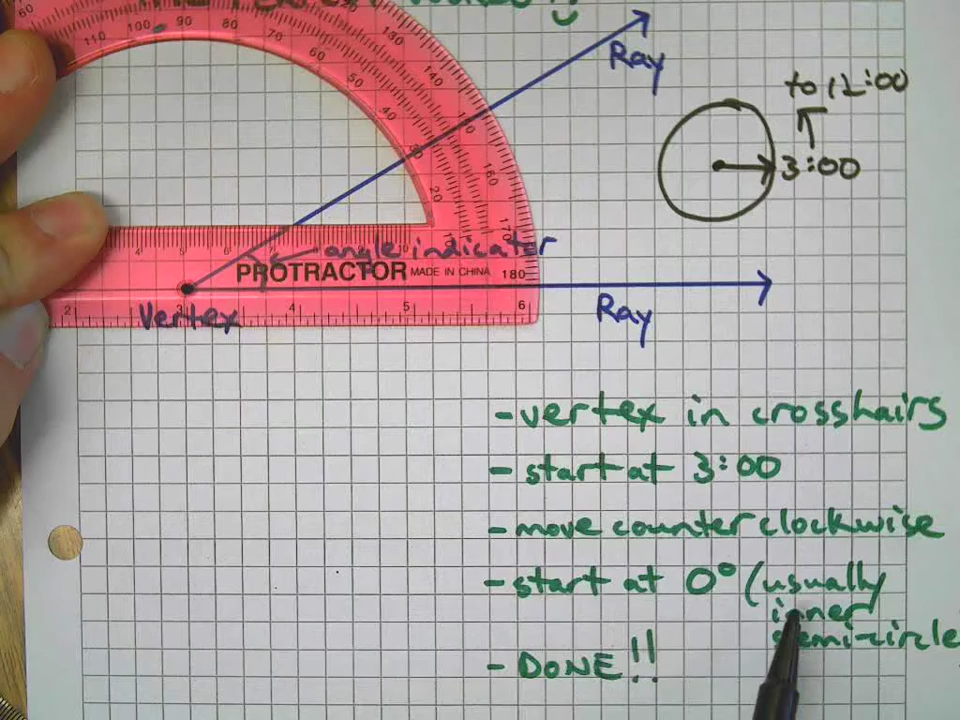 Ray
to 12:00
3:00
angle indicator
PROTRACTOR MADE IN CHINA 180
Vertex
Ray
- vertex in crosshairs
- start at 3:00
- move counterclockwise
- start at 0° (usually
inner
semi-circle
- DONE!!